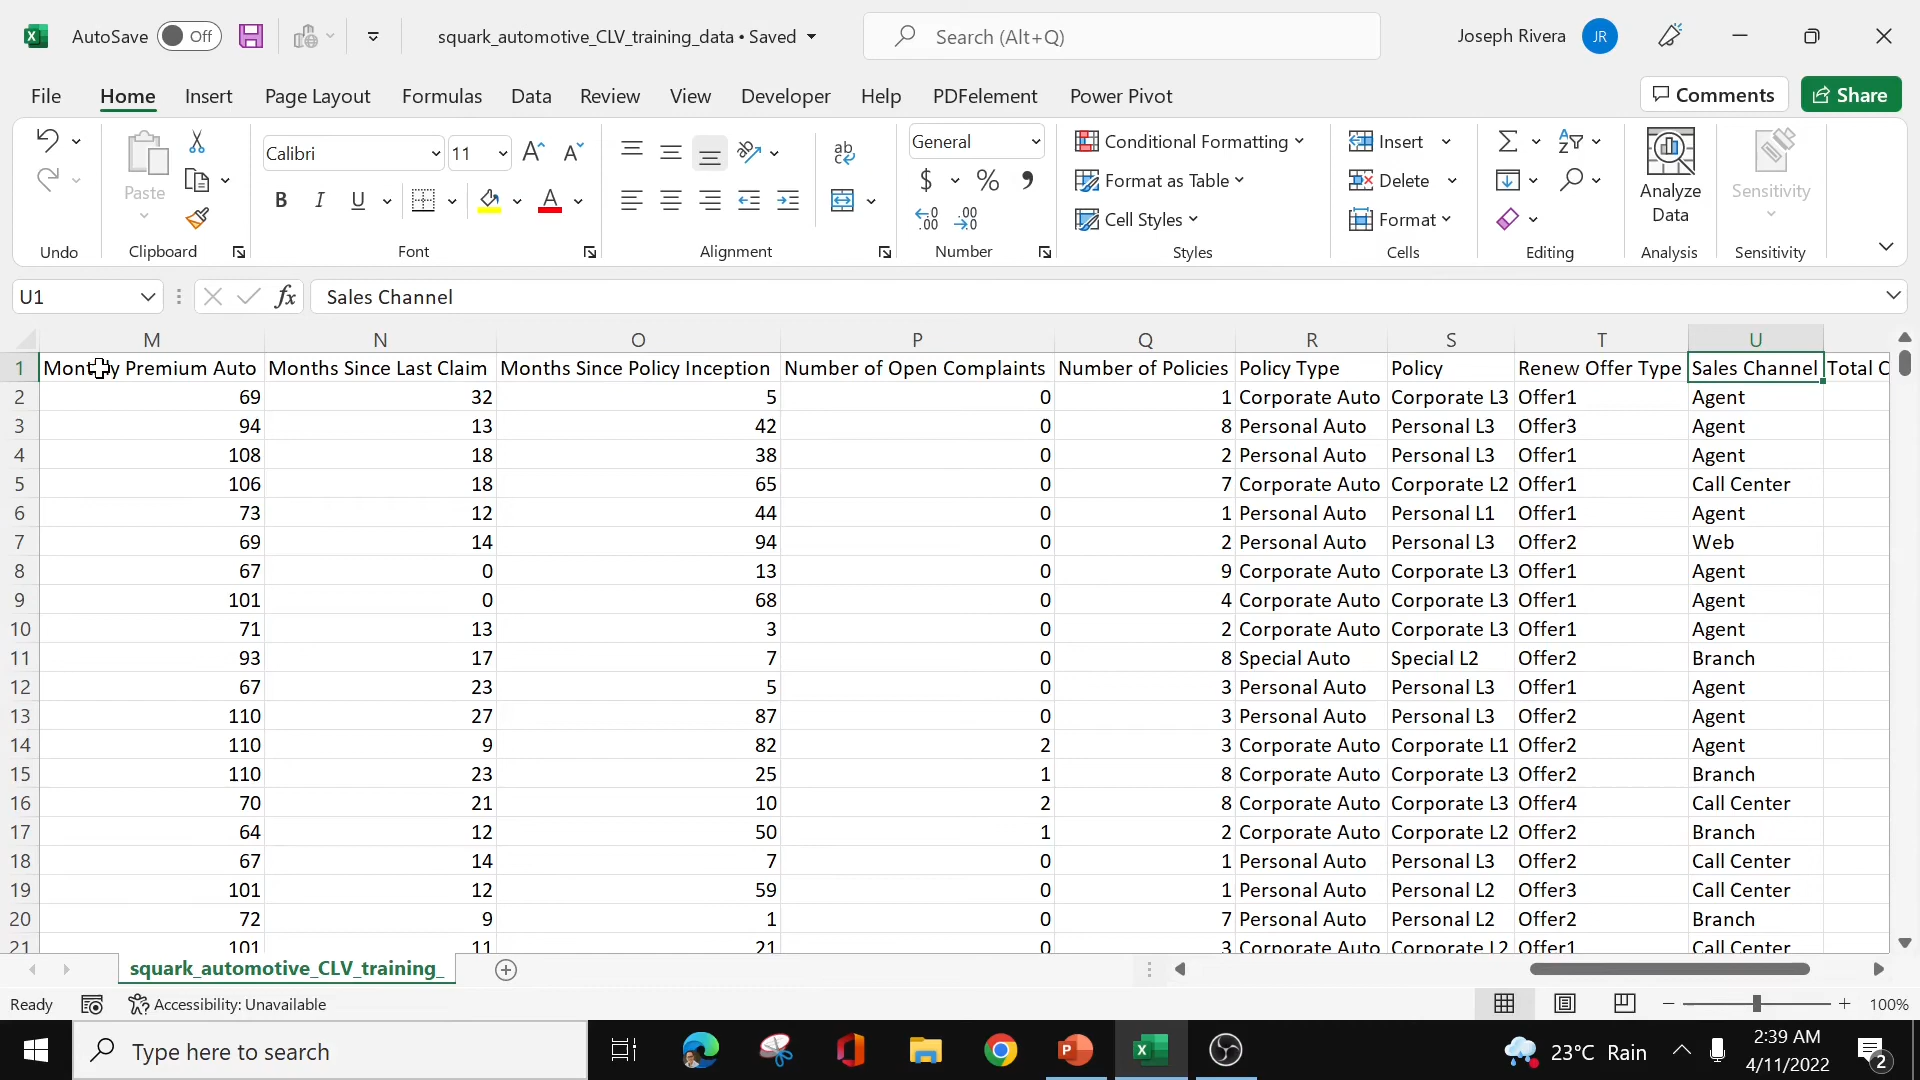 AutoSave Off squark_automotive_CLV_training_data • Saved Search (Alt+Q) Joseph Rivera JR
File Home Insert Page Layout Formulas Data Review View Developer Help PDFelement Power Pivot Comments Share
Calibri 11 General Conditional Formatting Insert
Paste Format as Table Delete Analyze Data Sensitivity
B I U Cell Styles Format
Undo Clipboard Font Alignment Number Styles Cells Editing Analysis Sensitivity
U1 fx Sales Channel
M N O P Q R S T U
1 Monthly Premium Auto Months Since Last Claim Months Since Policy Inception Number of Open Complaints Number of Policies Policy Type Policy Renew Offer Type Sales Channel Total C
2 69 32 5 0 1 Corporate Auto Corporate L3 Offer1 Agent
3 94 13 42 0 8 Personal Auto Personal L3 Offer3 Agent
4 108 18 38 0 2 Personal Auto Personal L3 Offer1 Agent
5 106 18 65 0 7 Corporate Auto Corporate L2 Offer1 Call Center
6 73 12 44 0 1 Personal Auto Personal L1 Offer1 Agent
7 69 14 94 0 2 Personal Auto Personal L3 Offer2 Web
8 67 0 13 0 9 Corporate Auto Corporate L3 Offer1 Agent
9 101 0 68 0 4 Corporate Auto Corporate L3 Offer1 Agent
10 71 13 3 0 2 Corporate Auto Corporate L3 Offer1 Agent
11 93 17 7 0 8 Special Auto Special L2 Offer2 Branch
12 67 23 5 0 3 Personal Auto Personal L3 Offer1 Agent
13 110 27 87 0 3 Personal Auto Personal L3 Offer2 Agent
14 110 9 82 2 3 Corporate Auto Corporate L1 Offer2 Agent
15 110 23 25 1 8 Corporate Auto Corporate L3 Offer2 Branch
16 70 21 10 2 8 Corporate Auto Corporate L3 Offer4 Call Center
17 64 12 50 1 2 Corporate Auto Corporate L2 Offer2 Branch
18 67 14 7 0 1 Personal Auto Personal L3 Offer2 Call Center
19 101 12 59 0 1 Personal Auto Personal L2 Offer3 Call Center
20 72 9 1 0 7 Personal Auto Personal L2 Offer2 Branch
21 101 11 21 0 3 Corporate Auto Corporate L2 Offer1 Call Center
squark_automotive_CLV_training_
Ready Accessibility: Unavailable 100%
Type here to search 23°C Rain 2:39 AM
4/11/2022 2